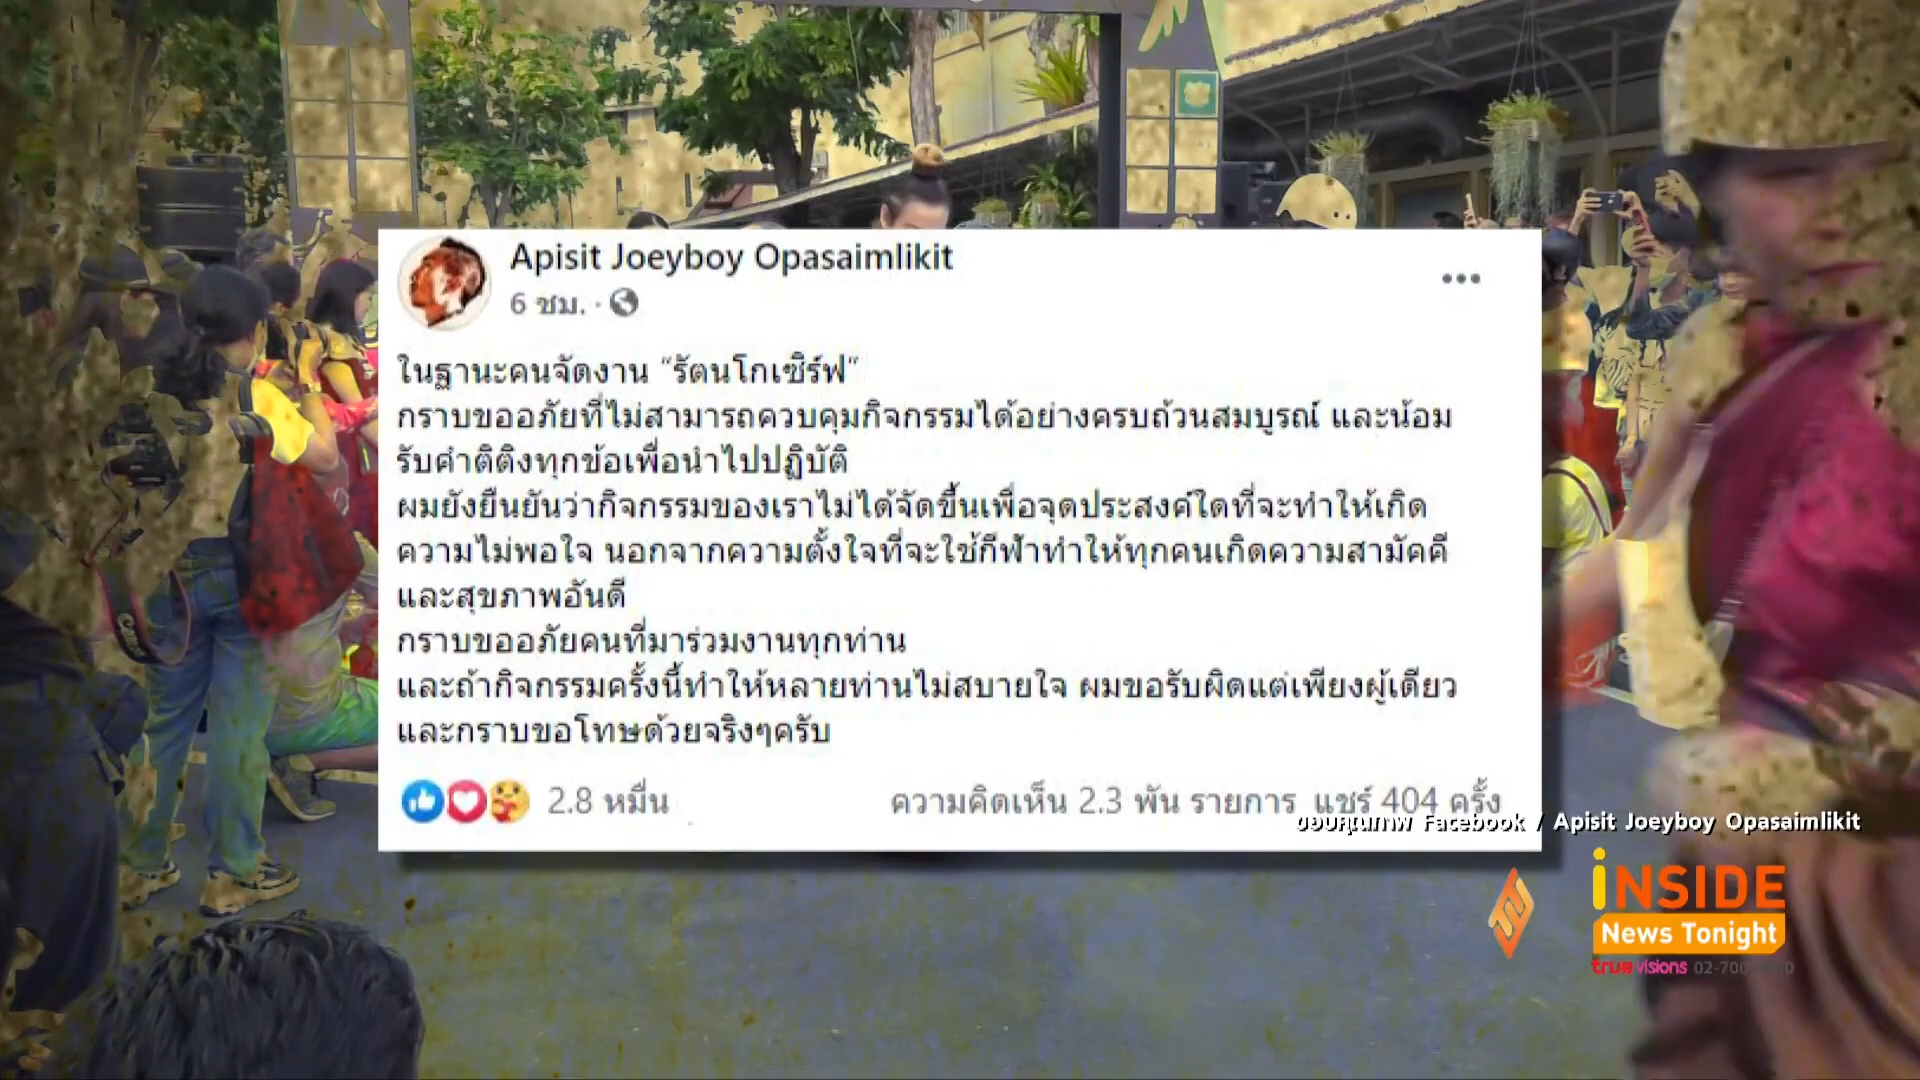 Apisit Joeyboy Opasaimlikit
6 ชม. ·
ในฐานะคนจัดงาน “รัตนโกเซิร์ฟ”
กราบขออภัยที่ไม่สามารถควบคุมกิจกรรมได้อย่างครบถ้วนสมบูรณ์ และน้อม
รับคำติติงทุกข้อเพื่อนำไปปฏิบัติ
ผมยังยืนยันว่ากิจกรรมของเราไม่ได้จัดขึ้นเพื่อจุดประสงค์ใดที่จะทำให้เกิด
ความไม่พอใจ นอกจากความตั้งใจที่จะใช้กีฬาทำให้ทุกคนเกิดความสามัคคี
และสุขภาพอันดี
กราบขออภัยคนที่มาร่วมงานทุกท่าน
และถ้ากิจกรรมครั้งนี้ทำให้หลายท่านไม่สบายใจ ผมขอรับผิดแต่เพียงผู้เดียว
และกราบขอโทษด้วยจริงๆครับ
2.8 หมื่น ความคิดเห็น 2.3 พัน รายการ แชร์ 404 ครั้ง
ขอบคุณภาพ Facebook / Apisit Joeyboy Opasaimlikit
iNSIDE
News Tonight
true visions